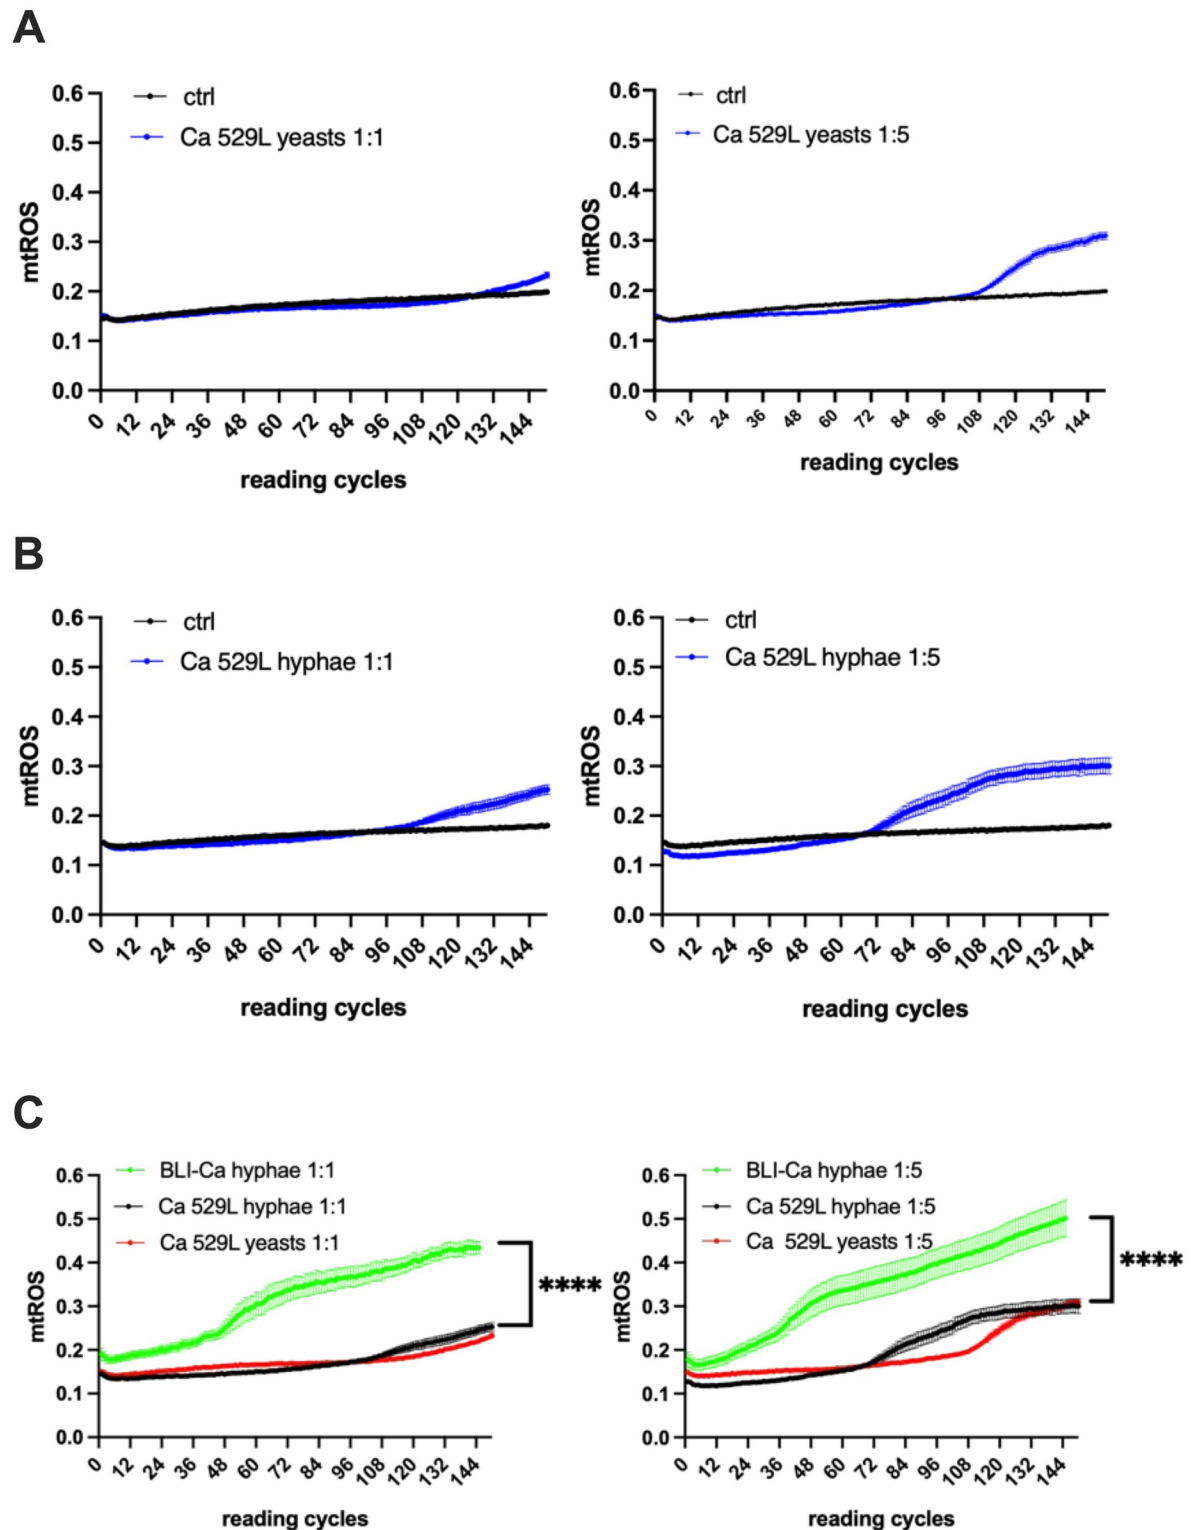 A
ctrl
Ca 529L yeasts 1:1
mtROS
0.6
0.5
0.4
0.3
0.2
0.1
0.0
0 12 24 36 48 60 72 84 96 108 120 132 144
reading cycles
ctrl
Ca 529L yeasts 1:5
mtROS
0.6
0.5
0.4
0.3
0.2
0.1
0.0
0 12 24 36 48 60 72 84 96 108 120 132 144
reading cycles
B
ctrl
Ca 529L hyphae 1:1
mtROS
0.6
0.5
0.4
0.3
0.2
0.1
0.0
0 12 24 36 48 60 72 84 96 108 120 132 144
reading cycles
ctrl
Ca 529L hyphae 1:5
mtROS
0.6
0.5
0.4
0.3
0.2
0.1
0.0
0 12 24 36 48 60 72 84 96 108 120 132 144
reading cycles
C
BLI-Ca hyphae 1:1
Ca 529L hyphae 1:1
Ca 529L yeasts 1:1
mtROS
0.6
0.5
0.4
0.3
0.2
0.1
0.0
0 12 24 36 48 60 72 84 96 108 120 132 144
reading cycles
****
BLI-Ca hyphae 1:5
Ca 529L hyphae 1:5
Ca 529L yeasts 1:5
mtROS
0.6
0.5
0.4
0.3
0.2
0.1
0.0
0 12 24 36 48 60 72 84 96 108 120 132 144
reading cycles
****